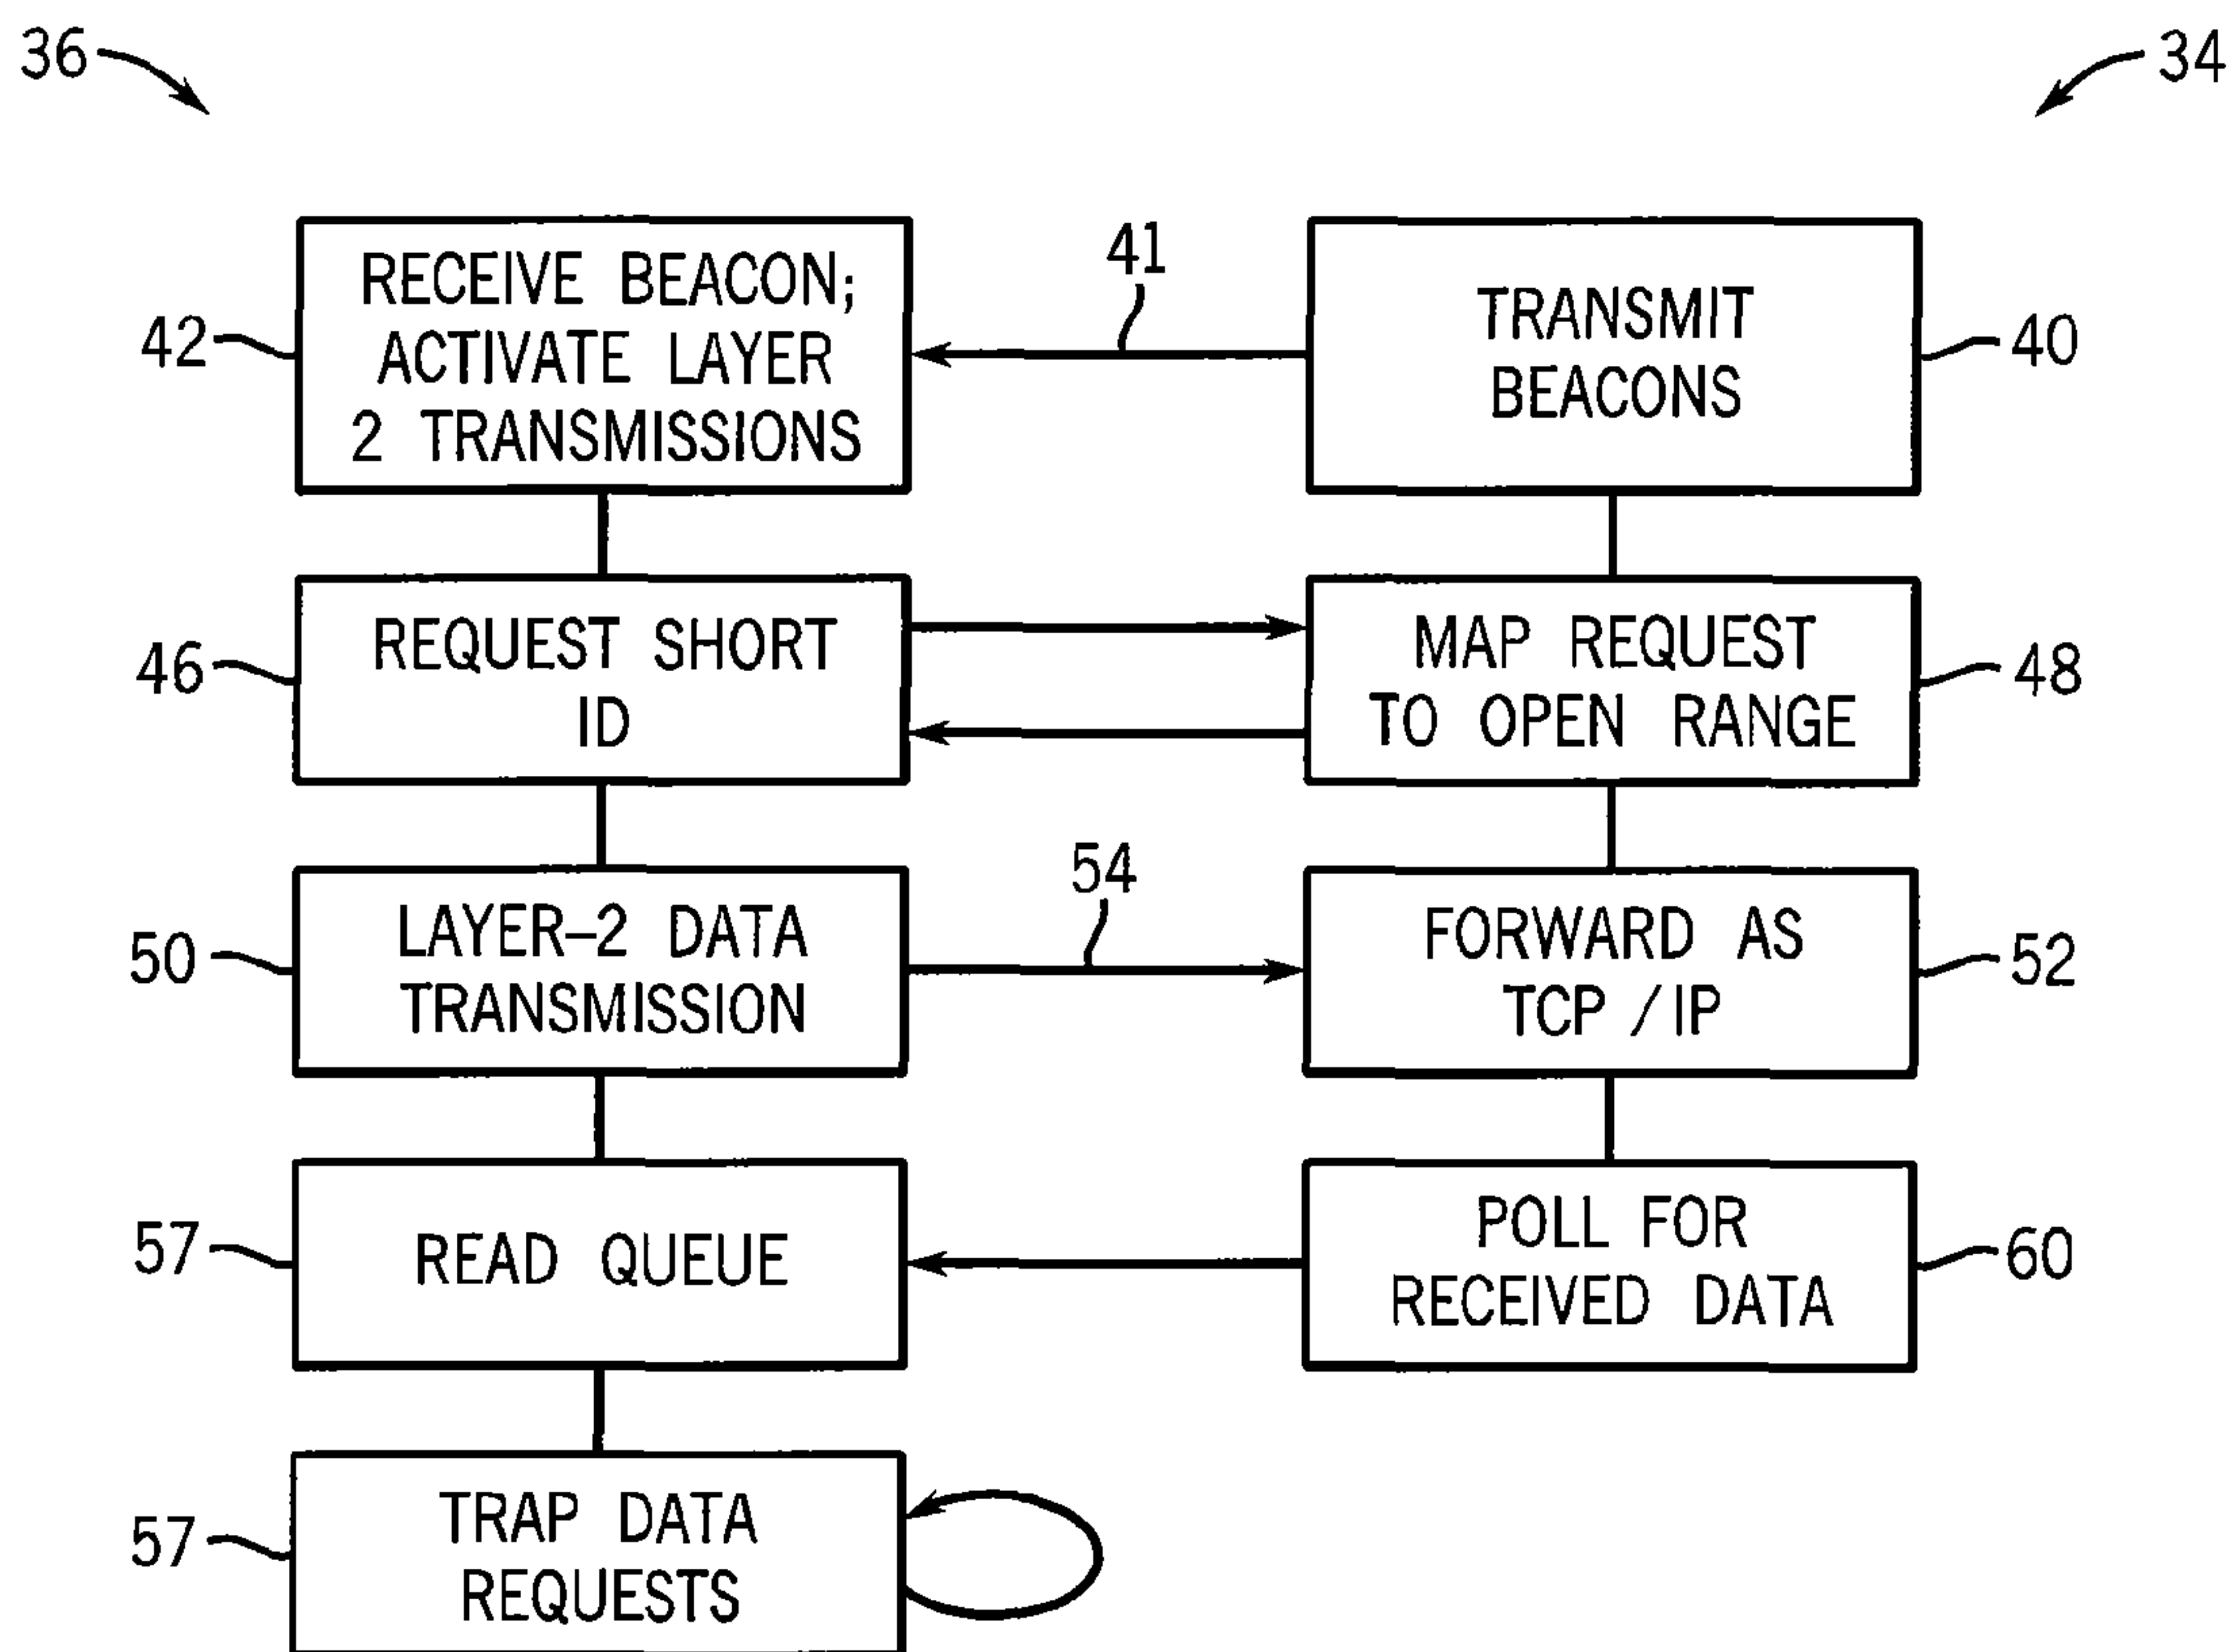 36
34
RECEIVE BEACON;
ACTIVATE LAYER
2 TRANSMISSIONS
42
41
TRANSMIT
BEACONS
40
REQUEST SHORT
ID
46
MAP REQUEST
TO OPEN RANGE
48
LAYER-2 DATA
TRANSMISSION
50
54
FORWARD AS
TCP / IP
52
READ QUEUE
57
POLL FOR
RECEIVED DATA
60
TRAP DATA
REQUESTS
57